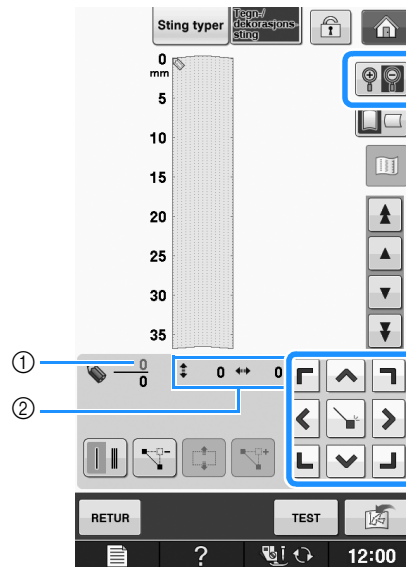 Sting typer
Tegn-/
dekorasjons-
sting
0
mm
5
10
15
20
25
30
35
① 0
0
0 0
②
RETUR TEST
? 12:00